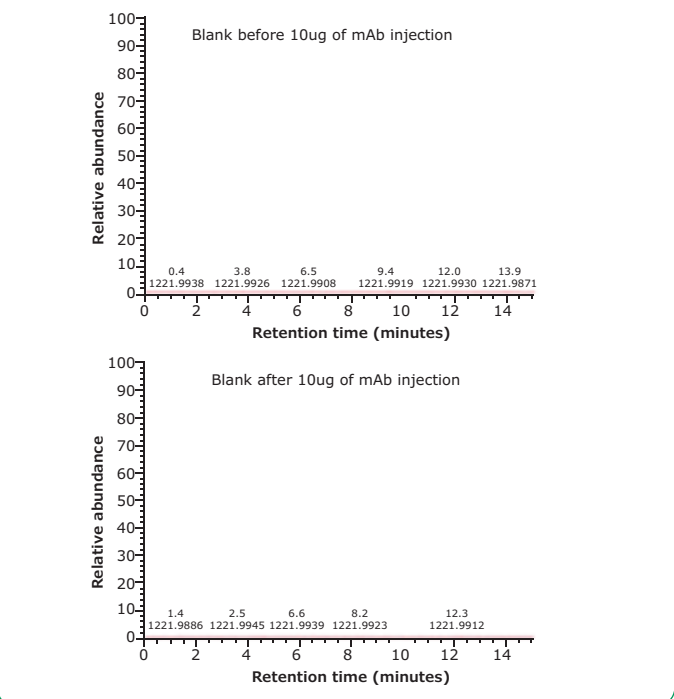 Blank before 10ug of mAb injection
Relative abundance
100
90
80
70
60
50
40
30
20
10
0
0.4 3.8 6.5 9.4 12.0 13.9
1221.9938 1221.9926 1221.9908 1221.9919 1221.9930 1221.9871
0 2 4 6 8 10 12 14
Retention time (minutes)
Blank after 10ug of mAb injection
Relative abundance
100
90
80
70
60
50
40
30
20
10
0
1.4 2.5 6.6 8.2 12.3
1221.9886 1221.9945 1221.9939 1221.9923 1221.9912
0 2 4 6 8 10 12 14
Retention time (minutes)